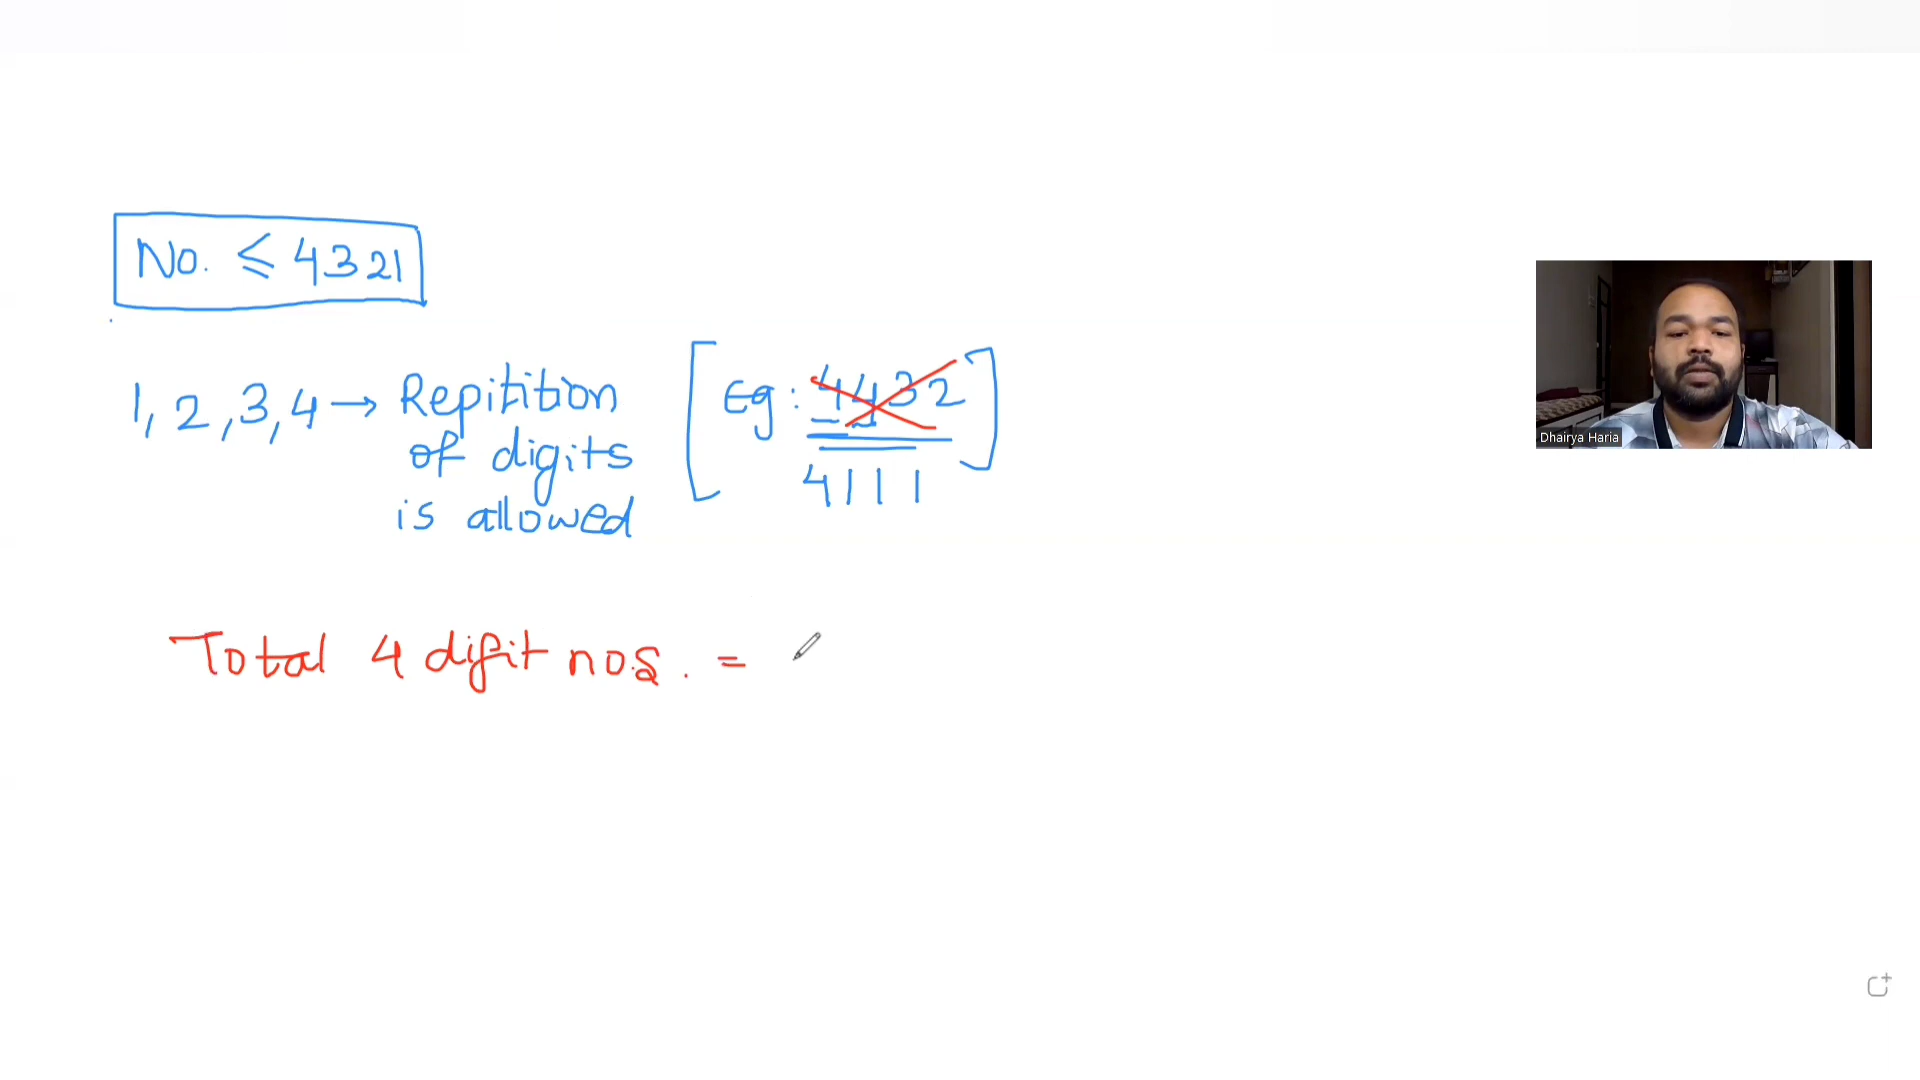 No. ≤ 4321
1, 2, 3, 4 → Repitition
of digits
is allowed
[Eg: 4432]
4111
Total 4 digit nos. =
Dhairya Haria